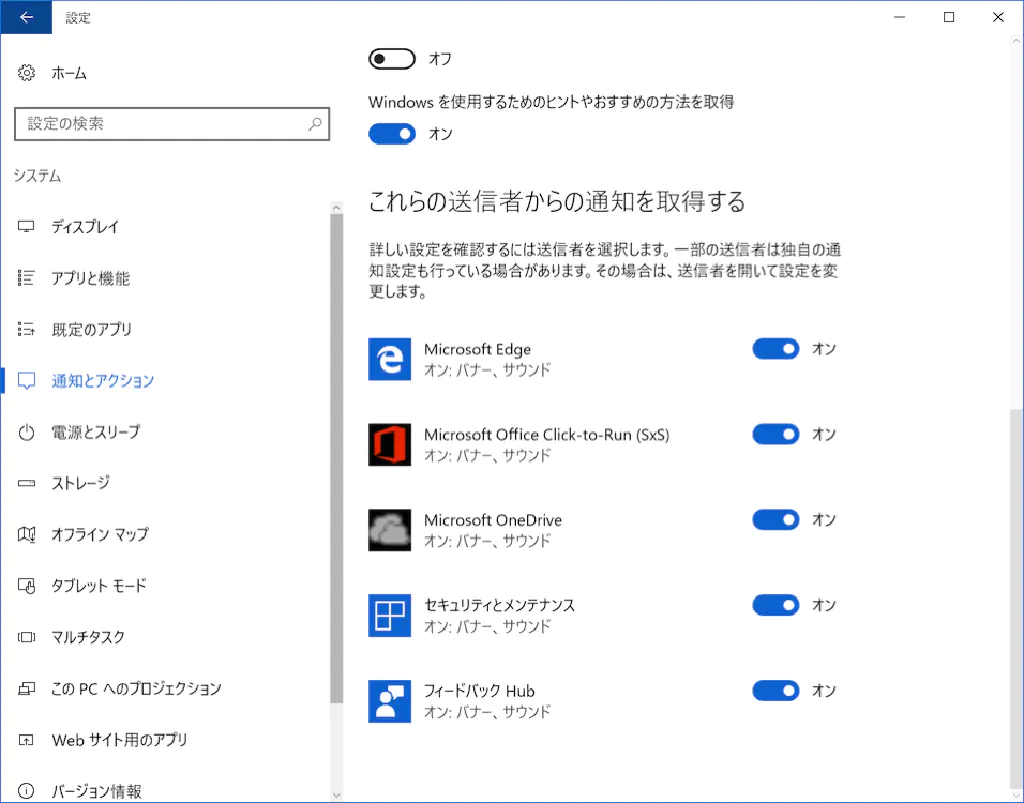 設定
ホーム
設定の検索
システム
ディスプレイ
アプリと機能
既定のアプリ
通知とアクション
電源とスリープ
ストレージ
オフライン マップ
タブレット モード
マルチタスク
この PC へのプロジェクション
Web サイト用のアプリ
バージョン情報
オフ
Windows を使用するためのヒントやおすすめの方法を取得
オン
これらの送信者からの通知を取得する
詳しい設定を確認するには送信者を選択します。一部の送信者は独自の通
知設定も行っている場合があります。その場合は、送信者を開いて設定を変
更します。
Microsoft Edge
オン: バナー、サウンド
オン
Microsoft Office Click-to-Run (SxS)
オン: バナー、サウンド
オン
Microsoft OneDrive
オン: バナー、サウンド
オン
セキュリティとメンテナンス
オン: バナー、サウンド
オン
フィードバック Hub
オン: バナー、サウンド
オン